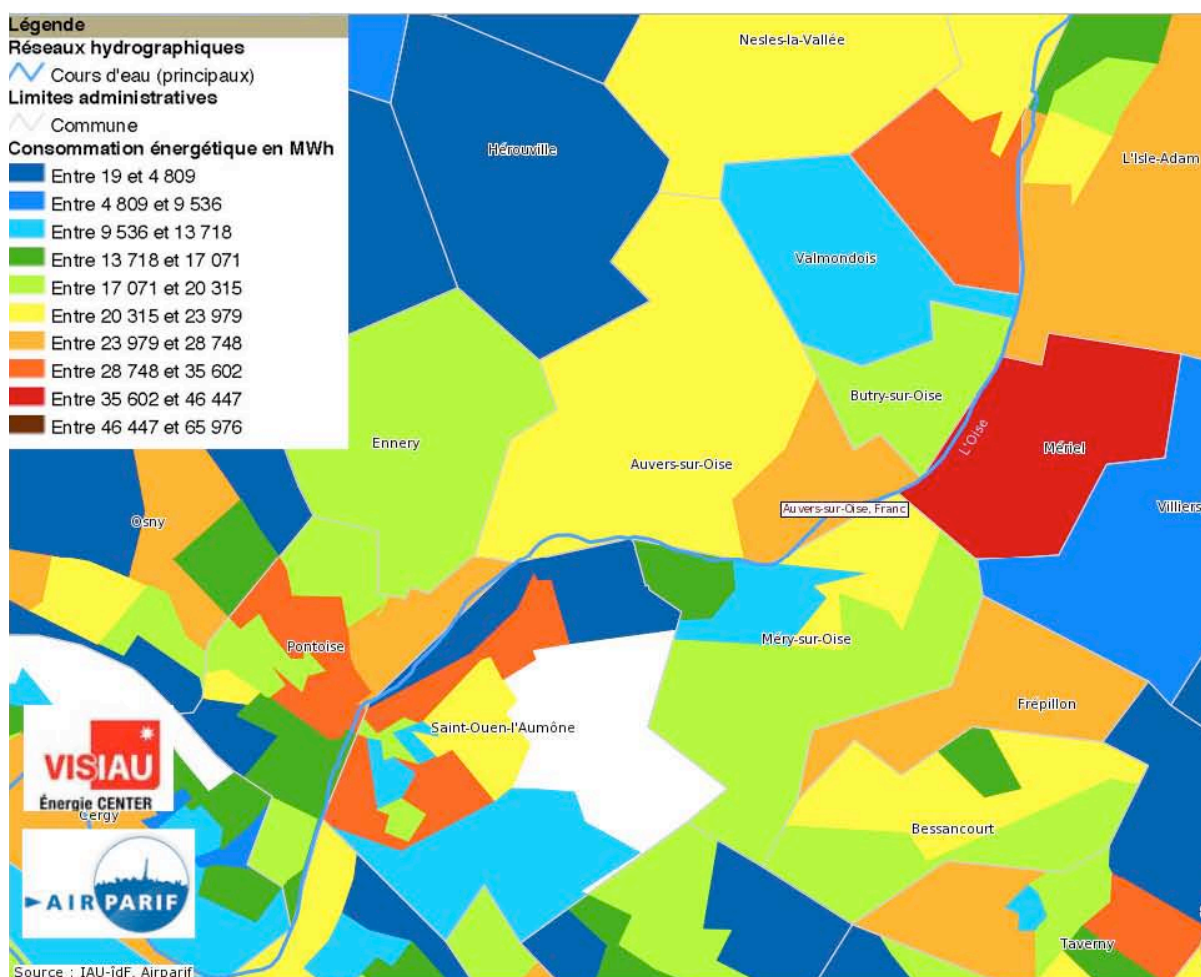 Légende
Réseaux hydrographiques
Cours d'eau (principaux)
Limites administratives
Commune
Consommation énergétique en MWh
Entre 19 et 4 809
Entre 4 809 et 9 536
Entre 9 536 et 13 718
Entre 13 718 et 17 071
Entre 17 071 et 20 315
Entre 20 315 et 23 979
Entre 23 979 et 28 748
Entre 28 748 et 35 602
Entre 35 602 et 46 447
Entre 46 447 et 65 976
Nesles-la-Vallée
Hérouville
L'Isle-Adam
Valmondois
Butry-sur-Oise
L'Oise
Ennery
Auvers-sur-Oise
Mériel
Auvers-sur-Oise, Franc
Villiers
Osny
Pontoise
Méry-sur-Oise
Saint-Ouen-l'Aumône
Frépillon
VISIAU
Énergie CENTER
Cergy
Bessancourt
AIRPARIF
Taverny
Source : IAU-îdF, Airparif